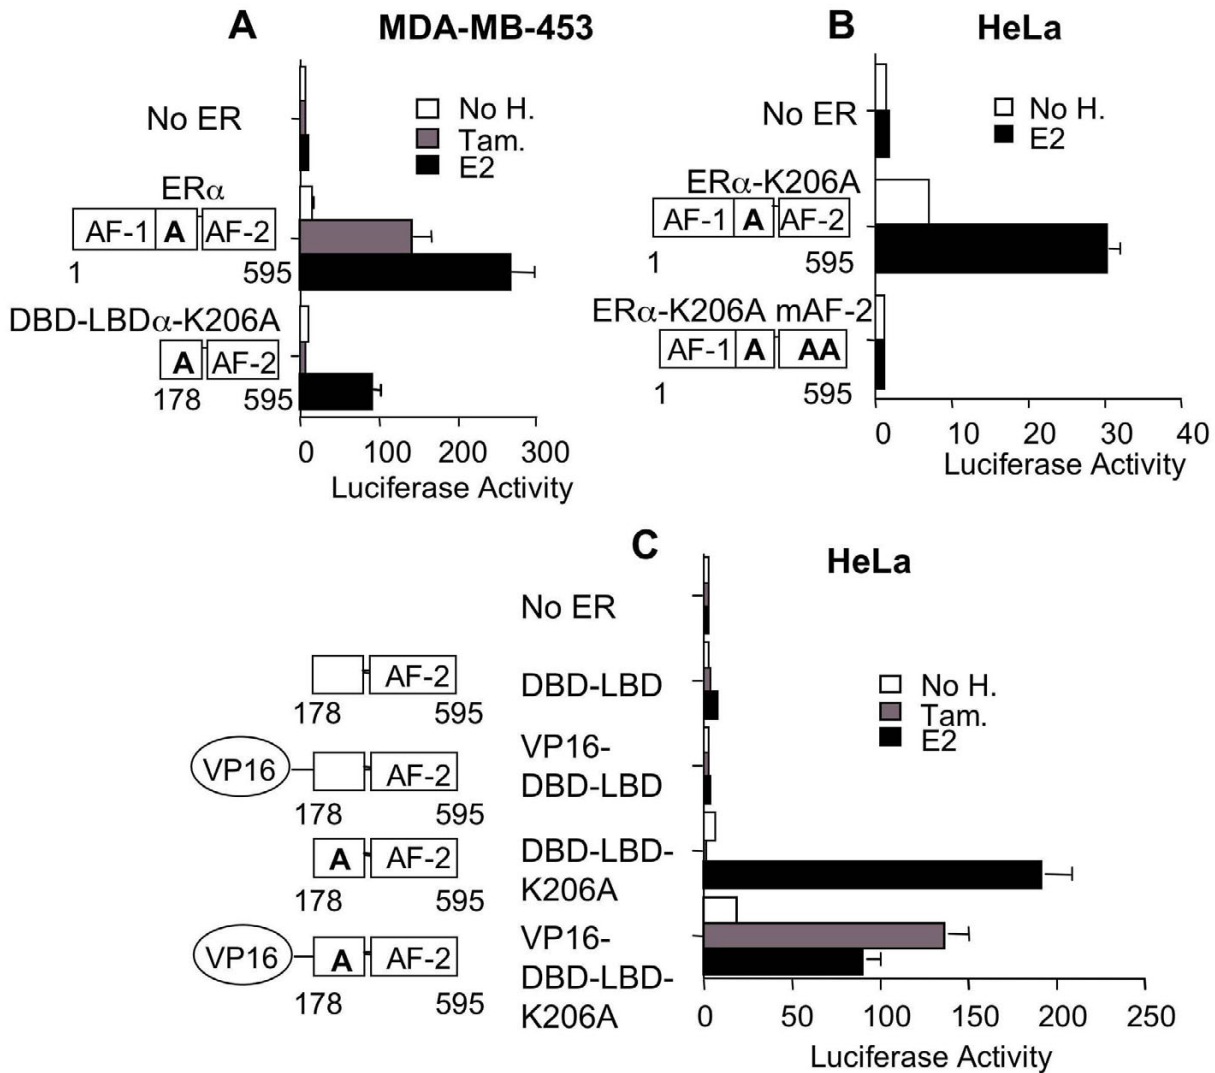 A
MDA-MB-453
No ER
No H.
Tam.
E2
ERα
AF-1 A AF-2
1 595
DBD-LBDα-K206A
A AF-2
178 595
0 100 200 300
Luciferase Activity
B
HeLa
No ER
No H.
E2
ERα-K206A
AF-1 A AF-2
1 595
ERα-K206A mAF-2
AF-1 A AA
1 595
0 10 20 30 40
Luciferase Activity
C
HeLa
No ER
AF-2
178 595
DBD-LBD
No H.
Tam.
E2
VP16 AF-2
178 595
VP16-
DBD-LBD
A AF-2
178 595
DBD-LBD-
K206A
VP16 A AF-2
178 595
VP16-
DBD-LBD-
K206A
0 50 100 150 200 250
Luciferase Activity